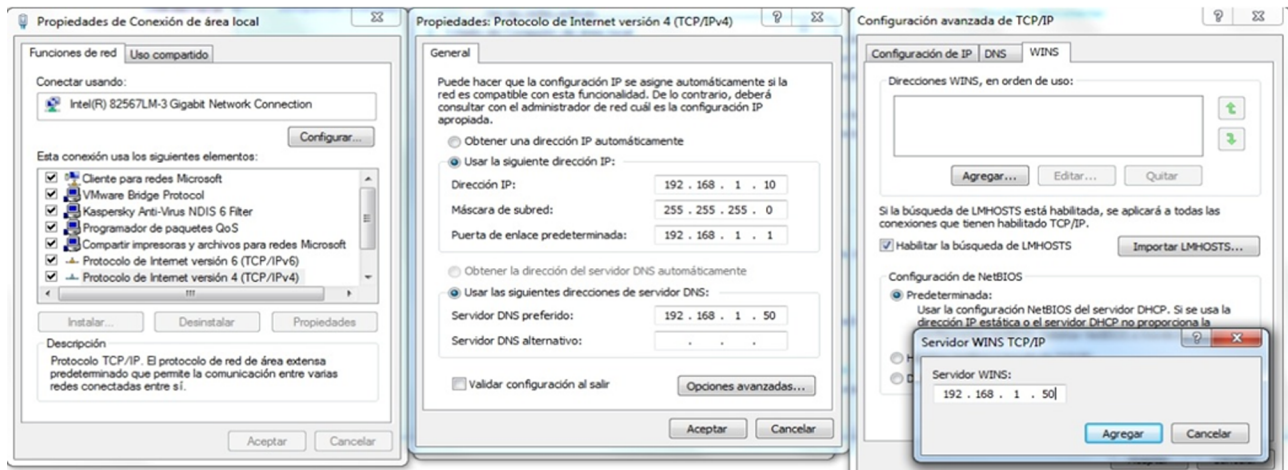 Propiedades de Conexión de área local
Funciones de red
Uso compartido
Conectar usando:
Intel(R) 82567LM-3 Gigabit Network Connection
Configurar...
Esta conexión usa los siguientes elementos:
Cliente para redes Microsoft
VMware Bridge Protocol
Kaspersky Anti-Virus NDIS 6 Filter
Programador de paquetes QoS
Compartir impresoras y archivos para redes Microsoft
Protocolo de Internet versión 6 (TCP/IPv6)
Protocolo de Internet versión 4 (TCP/IPv4)
Instalar...
Desinstalar
Propiedades
Descripción
Protocolo TCP/IP. El protocolo de red de área extensa
predeterminado que permite la comunicación entre varias
redes conectadas entre sí.
Aceptar
Cancelar
Propiedades: Protocolo de Internet versión 4 (TCP/IPv4)
General
Puede hacer que la configuración IP se asigne automáticamente si la
red es compatible con esta funcionalidad. De lo contrario, deberá
consultar con el administrador de red cuál es la configuración IP
apropiada.
Obtener una dirección IP automáticamente
Usar la siguiente dirección IP:
Dirección IP: 192 . 168 . 1 . 10
Máscara de subred: 255 . 255 . 255 . 0
Puerta de enlace predeterminada: 192 . 168 . 1 . 1
Obtener la dirección del servidor DNS automáticamente
Usar las siguientes direcciones de servidor DNS:
Servidor DNS preferido: 192 . 168 . 1 . 50
Servidor DNS alternativo: . . .
Validar configuración al salir
Opciones avanzadas...
Aceptar
Cancelar
Configuración avanzada de TCP/IP
Configuración de IP
DNS
WINS
Direcciones WINS, en orden de uso:
Agregar...
Editar...
Quitar
Si la búsqueda de LMHOSTS está habilitada, se aplicará a todas las
conexiones que tienen habilitado TCP/IP.
Habilitar la búsqueda de LMHOSTS
Importar LMHOSTS...
Configuración de NetBIOS
Predeterminada:
Usar la configuración NetBIOS del servidor DHCP. Si se usa la
dirección IP estática o el servidor DHCP no proporciona la
Servidor WINS TCP/IP
Servidor WINS:
192 . 168 . 1 . 50
Agregar
Cancelar